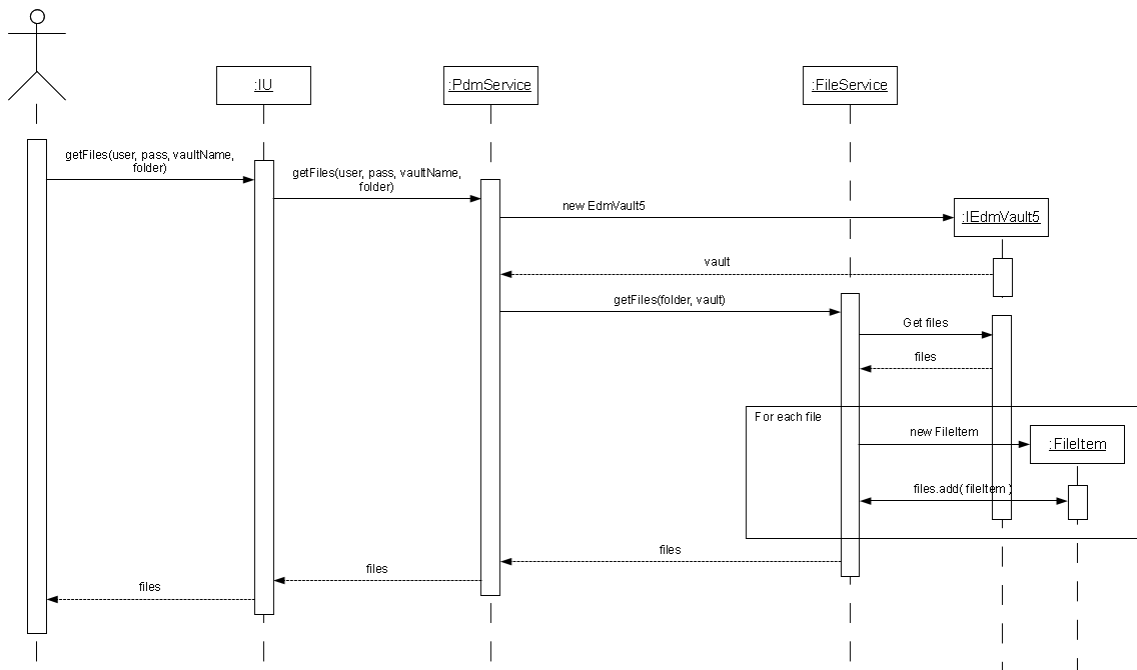 :IU
:PdmService
:FileService
getFiles(user, pass, vaultName,
folder)
getFiles(user, pass, vaultName,
folder)
new EdmVault5
:IEdmVault5
vault
getFiles(folder, vault)
Get files
files
For each file
new FileItem
:FileItem
files.add( fileItem )
files
files
files